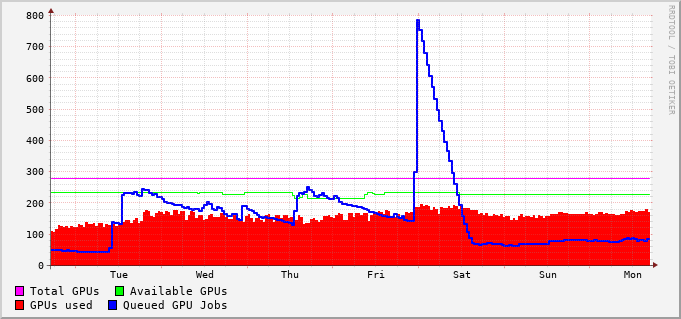 800
700
600
500
400
300
200
100
0
Tue Wed Thu Fri Sat Sun Mon
Total GPUs Available GPUs
GPUs used Queued GPU Jobs
RRDTOOL / TOBI OETIKER